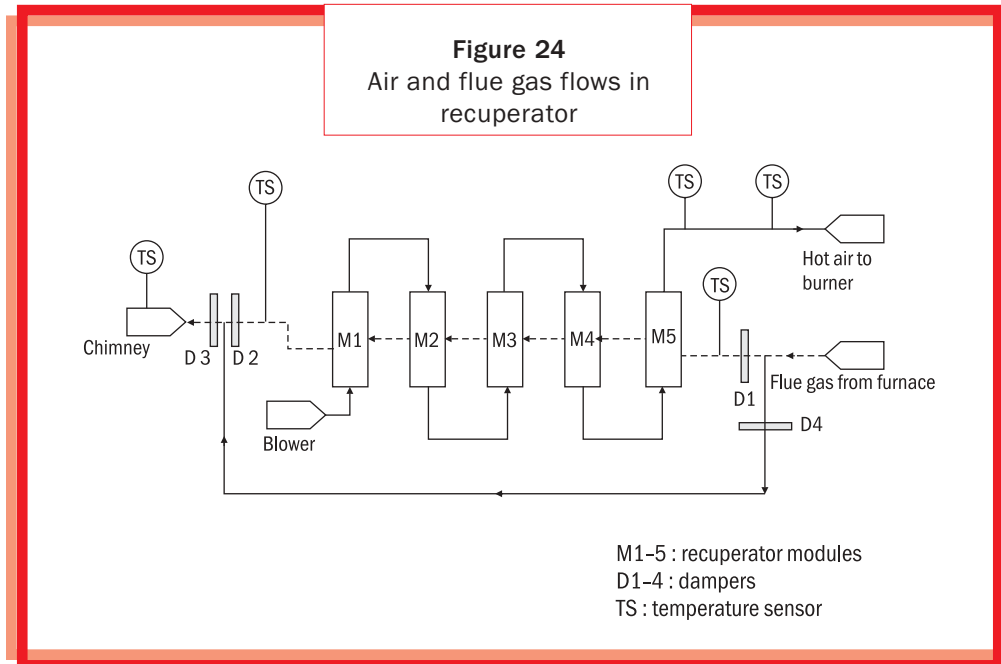 Figure 24
Air and flue gas flows in
recuperator
TS
TS
TS
TS
TS
Hot air to
burner
M1
M2
M3
M4
M5
Chimney
D 3
D 2
D1
Flue gas from furnace
D4
Blower
M1–5 : recuperator modules
D1–4 : dampers
TS : temperature sensor